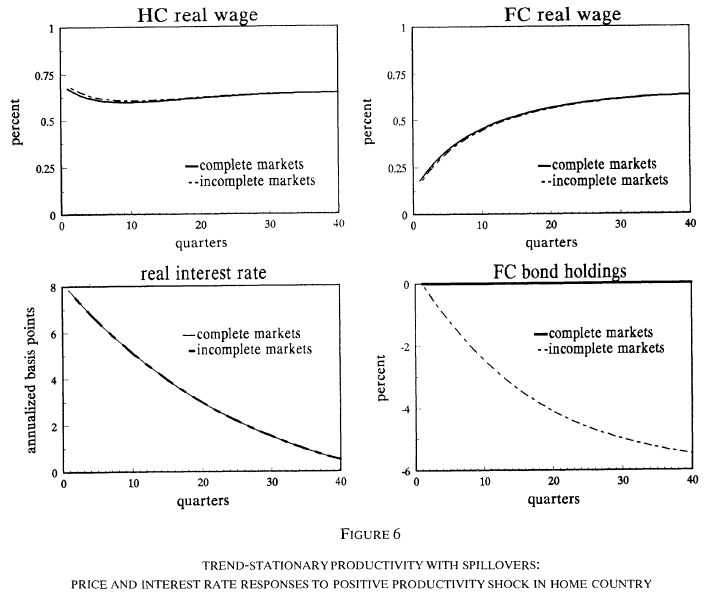 HC real wage
1
0.75
0.5
0.25
0
percent
complete markets
incomplete markets
0 10 20 30 40
quarters
FC real wage
1
0.75
0.5
0.25
0
percent
complete markets
incomplete markets
0 10 20 30 40
quarters
real interest rate
8
6
4
2
0
annualized basis points
complete markets
incomplete markets
0 10 20 30 40
quarters
FC bond holdings
0
-2
-4
-6
percent
complete markets
incomplete markets
0 10 20 30 40
quarters
FIGURE 6
TREND-STATIONARY PRODUCTIVITY WITH SPILLOVERS:
PRICE AND INTEREST RATE RESPONSES TO POSITIVE PRODUCTIVITY SHOCK IN HOME COUNTRY